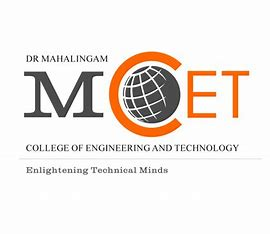 DR MAHALINGAM
MCET
COLLEGE OF ENGINEERING AND TECHNOLOGY
Enlightening Technical Minds